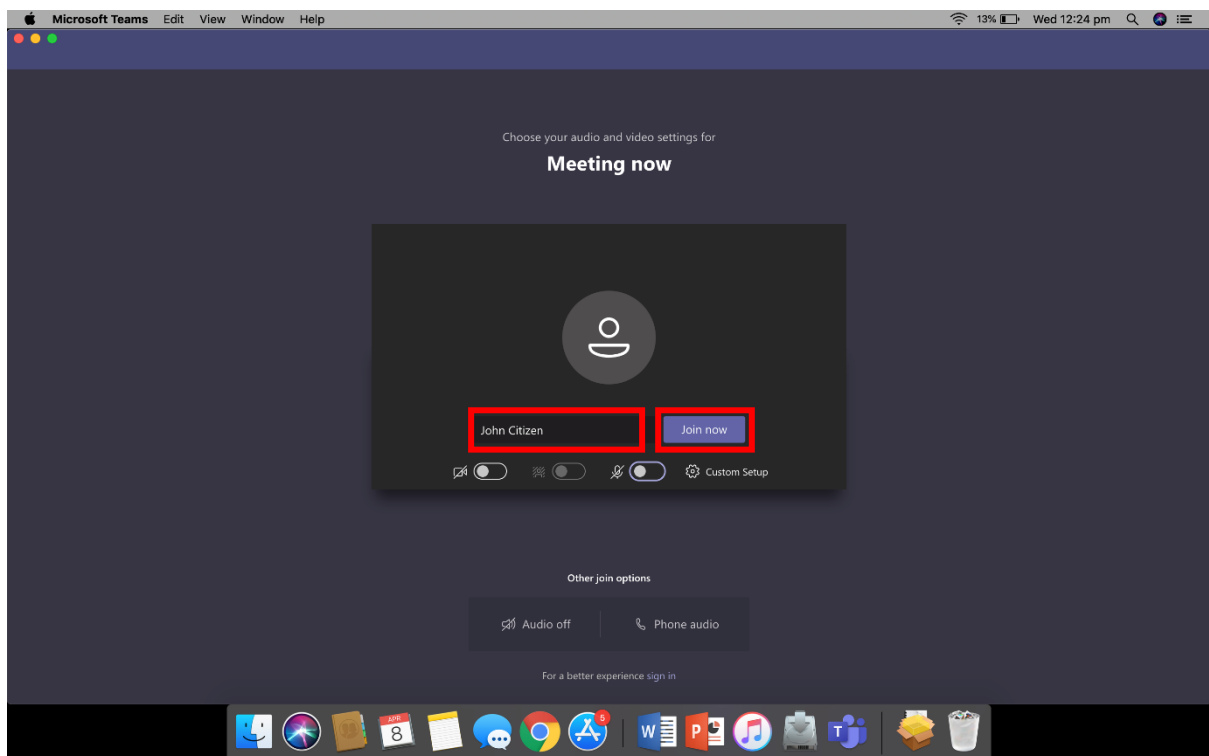 Microsoft Teams Edit View Window Help 13% Wed 12:24 pm
Choose your audio and video settings for
Meeting now
John Citizen Join now
Custom Setup
Other join options
Audio off Phone audio
For a better experience sign in
APR
8
5
W
P
T